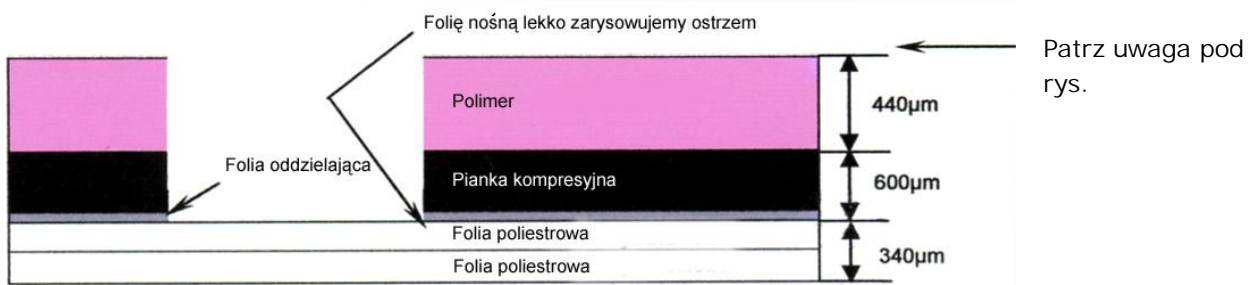 Folię nośną lekko zarysowujemy ostrzem
Patrz uwaga pod
rys.
Polimer
440µm
Folia oddzielająca
Pianka kompresyjna
600µm
Folia poliestrowa
340µm
Folia poliestrowa